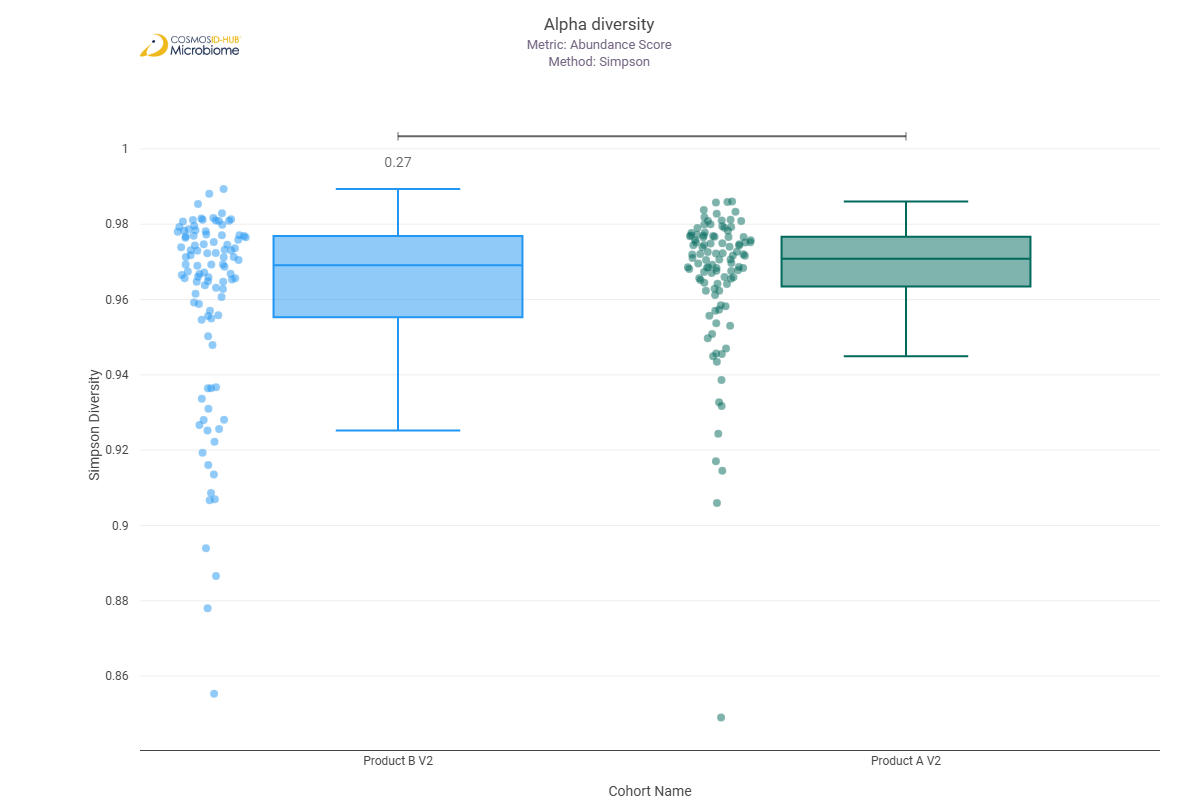 Alpha diversity
Metric: Abundance Score
Method: Simpson
COSMOSID-HUB
Microbiome
1
0.27
0.98
0.96
0.94
0.92
0.9
0.88
0.86
Simpson Diversity
Product B V2
Product A V2
Cohort Name